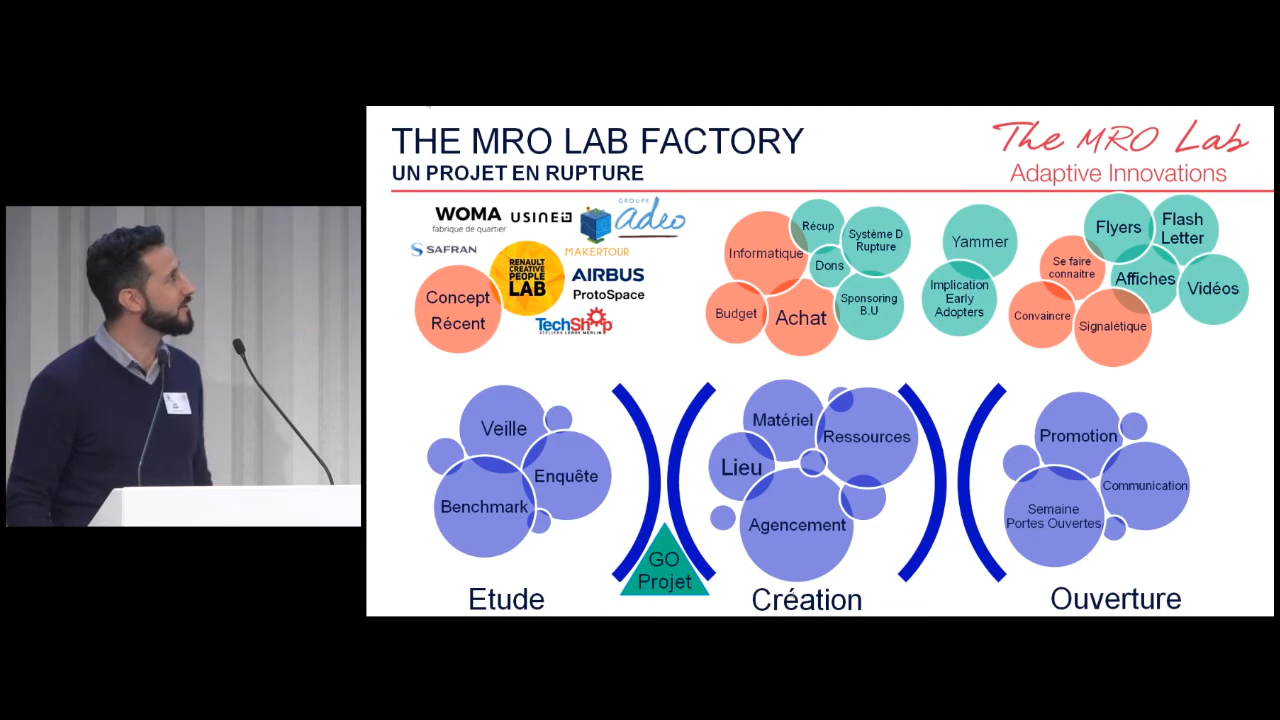 THE MRO LAB FACTORY
UN PROJET EN RUPTURE
The MRO Lab
Adaptive Innovations
WOMA
fabrique de quartier
USINE IO
GROUPE
adeo
MAKERTOUR
SAFRAN
RENAULT
CREATIVE
PEOPLE
LAB
AIRBUS
ProtoSpace
TechShop
ATELIERS LEROY MERLIN
Concept
Récent
Informatique
Récup
Système D
Rupture
Dons
Sponsoring
B.U
Budget
Achat
Yammer
Implication
Early
Adopters
Flyers
Flash
Letter
Se faire
connaitre
Affiches
Vidéos
Convaincre
Signalétique
Veille
Enquête
Benchmark
GO
Projet
Matériel
Ressources
Lieu
Agencement
Promotion
Communication
Semaine
Portes Ouvertes
Etude
Création
Ouverture